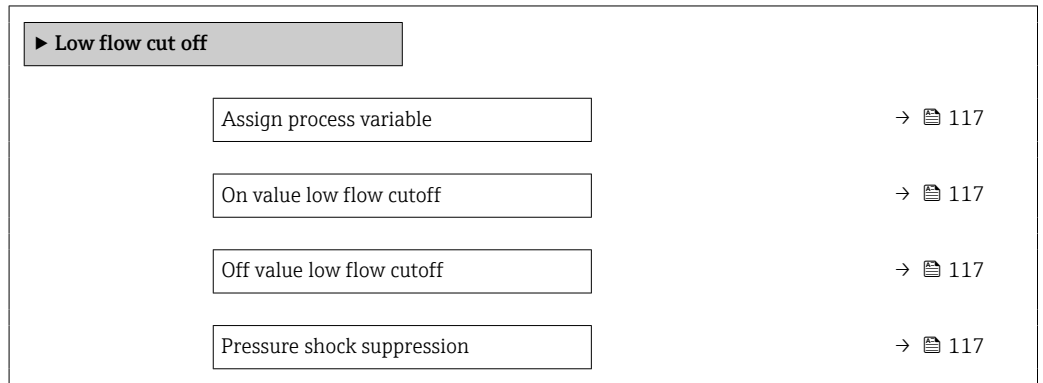 ▶ Low flow cut off
Assign process variable → 117
On value low flow cutoff → 117
Off value low flow cutoff → 117
Pressure shock suppression → 117